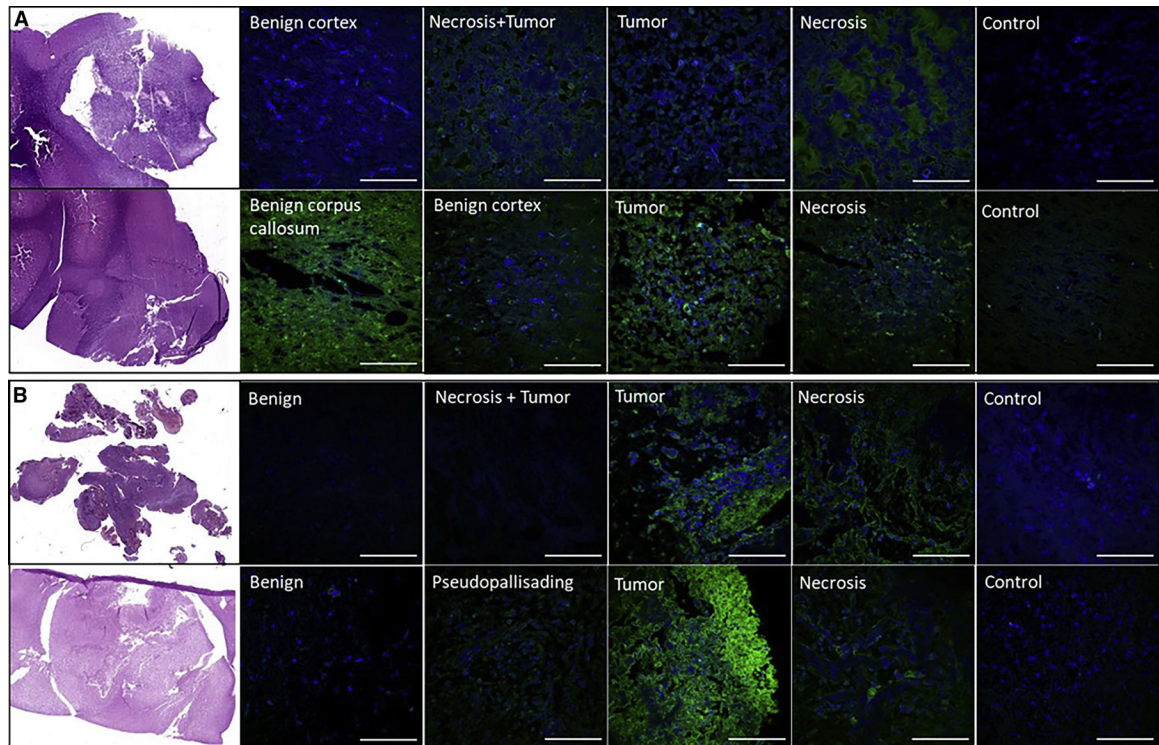 A
Benign cortex
Necrosis+Tumor
Tumor
Necrosis
Control
Benign corpus
callosum
Benign cortex
Tumor
Necrosis
Control
B
Benign
Necrosis + Tumor
Tumor
Necrosis
Control
Benign
Pseudopallisading
Tumor
Necrosis
Control